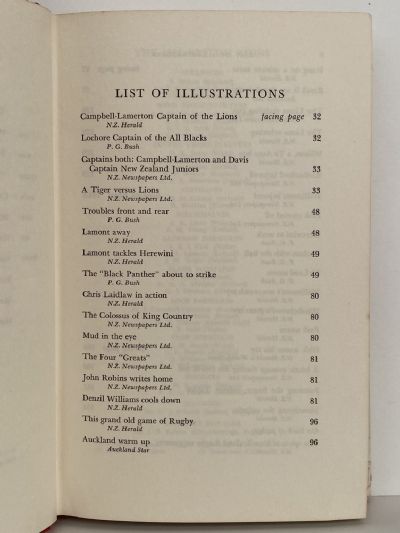 LIST OF ILLUSTRATIONS
Campbell-Lamerton Captain of the Lions facing page 32
N.Z. Herald
Lochore Captain of the All Blacks 32
P. G. Bush
Captains both: Campbell-Lamerton and Davis
Captain New Zealand Juniors 33
N.Z. Newspapers Ltd.
A Tiger versus Lions 33
N.Z. Newspapers Ltd.
Troubles front and rear 48
P. G. Bush
Lamont away 48
N.Z. Herald
Lamont tackles Herewini 49
N.Z. Herald
The "Black Panther" about to strike 49
P. G. Bush
Chris Laidlaw in action 80
N.Z. Herald
The Colossus of King Country 80
N.Z. Newspapers Ltd.
Mud in the eye 80
N.Z. Newspapers Ltd.
The Four "Greats" 81
N.Z. Newspapers Ltd.
John Robins writes home 81
N.Z. Newspapers Ltd.
Denzil Williams cools down 81
N.Z. Herald
This grand old game of Rugby 96
N.Z. Herald
Auckland warm up 96
Auckland Star